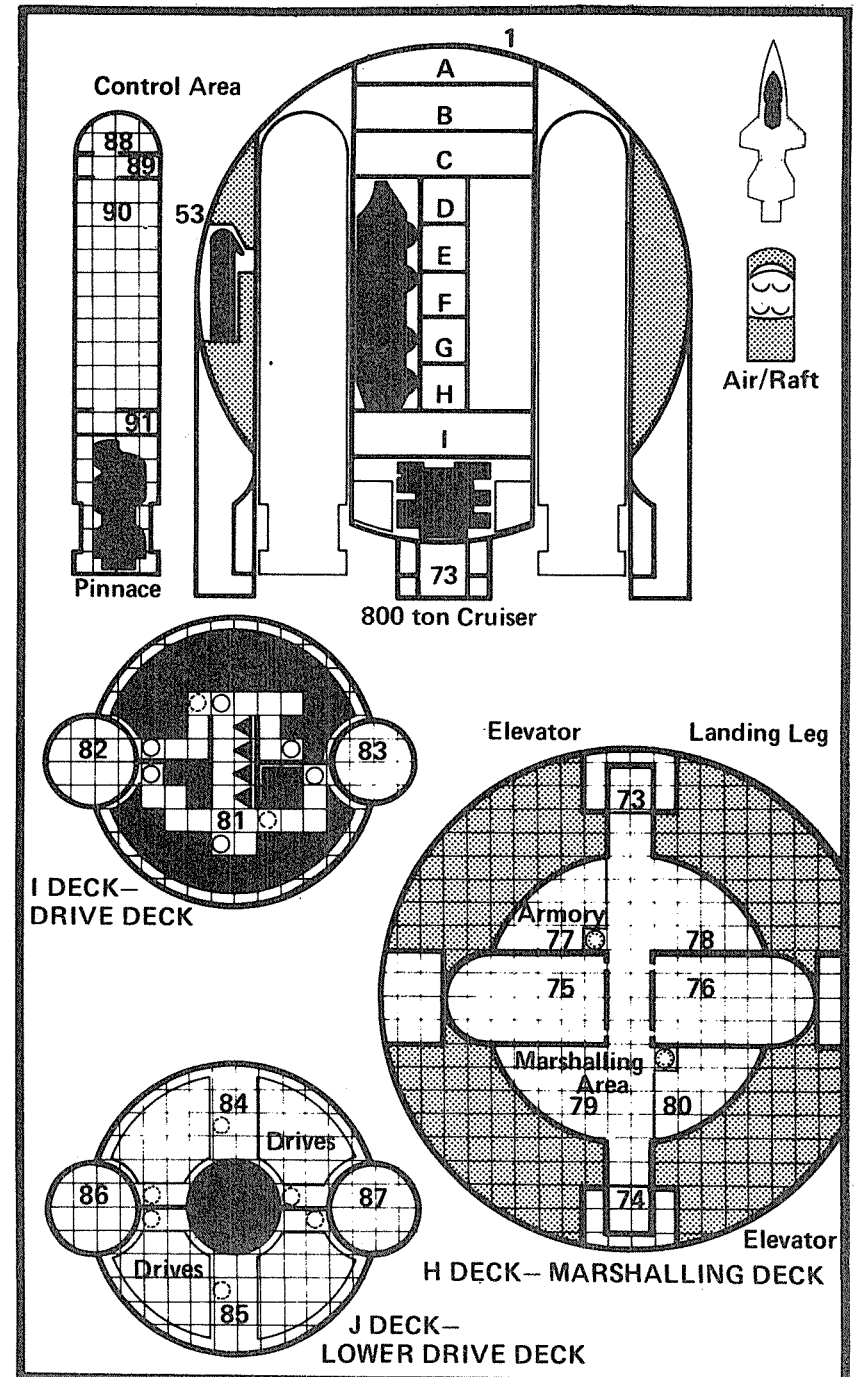 1
Control Area
A
B
C
D
E
F
G
H
I
53
73
88
89
90
91
Pinnace
800 ton Cruiser
Air/Raft
82
83
81
I DECK—
DRIVE DECK
Elevator
Landing Leg
73
Armory
77
78
75
76
Marshalling
Area
79
80
74
Elevator
H DECK— MARSHALLING DECK
84
Drives
86
87
Drives
85
J DECK—
LOWER DRIVE DECK